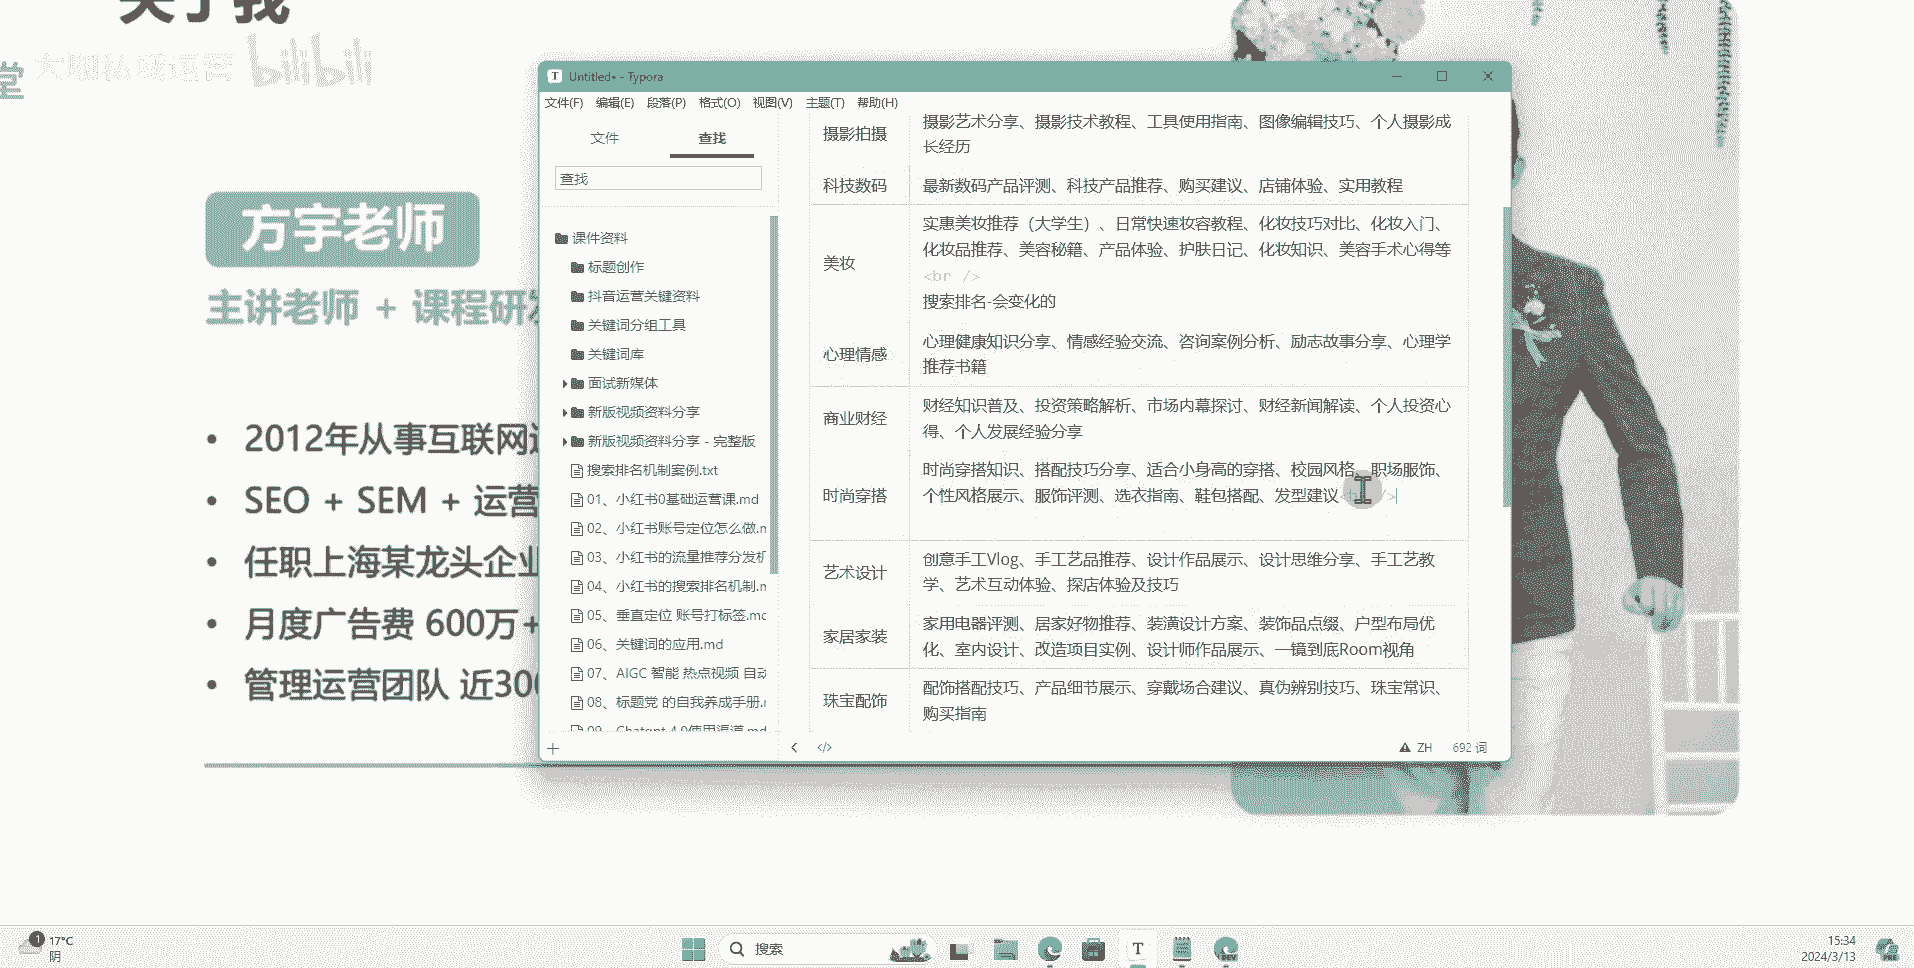 关于我
堂
bilibili
方宇老师
主讲老师 + 课程研
• 2012年从事互联网
• SEO + SEM + 运营
• 任职上海某龙头企业
• 月度广告费 600万+
• 管理运营团队 近300
Untitled• - Typora
文件(F) 编辑(E) 段落(P) 格式(O) 视图(V) 主题(T) 帮助(H)
文件 查找
查找
课件资料
标题创作
抖音运营关键资料
关键词分组工具
关键词库
面试新媒体
新版视频资料分享
新版视频资料分享 - 完整版
搜索排名机制案例.txt
01、小红书0基础运营课.md
02、小红书账号定位怎么做.m
03、小红书的流量推荐分发机
04、小红书的搜索排名机制.m
05、垂直定位 账号打标签.md
06、关键词的应用.md
07、AIGC 智能 热点视频 自动
08、标题党 的自我养成手册.m
09、Chatgpt 4.0使用渠道.md
摄影拍摄
摄影艺术分享、摄影技术教程、工具使用指南、图像编辑技巧、个人摄影成
长经历
科技数码
最新数码产品评测、科技产品推荐、购买建议、店铺体验、实用教程
美妆
实惠美妆推荐（大学生）、日常快速妆容教程、化妆技巧对比、化妆入门、
化妆品推荐、美容秘籍、产品体验、护肤日记、化妆知识、美容手术心得等
<br />
搜索排名-会变化的
心理情感
心理健康知识分享、情感经验交流、咨询案例分析、励志故事分享、心理学
推荐书籍
商业财经
财经知识普及、投资策略解析、市场内幕探讨、财经新闻解读、个人投资心
得、个人发展经验分享
时尚穿搭
时尚穿搭知识、搭配技巧分享、适合小身高的穿搭、校园风格、职场服饰、
个性风格展示、服饰评测、选衣指南、鞋包搭配、发型建议
艺术设计
创意手工Vlog、手工艺品推荐、设计作品展示、设计思维分享、手工艺教
学、艺术互动体验、探店体验及技巧
家居家装
家用电器评测、居家好物推荐、装潢设计方案、装饰品点缀、户型布局优
化、室内设计、改造项目实例、设计师作品展示、一镜到底Room视角
珠宝配饰
配饰搭配技巧、产品细节展示、穿戴场合建议、真伪辨别技巧、珠宝常识、
购买指南
ZH 692 词
1 17°C
阴
搜索
T
DEV
15:34
2024/3/13
PRE